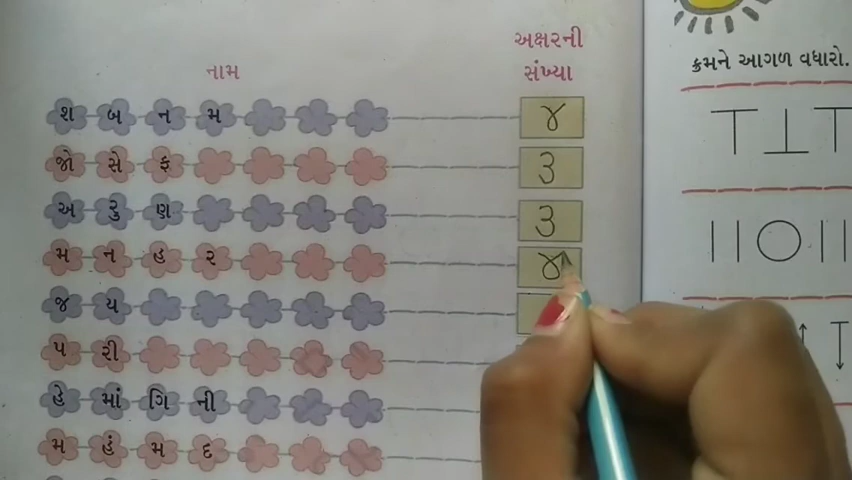 અક્ષરની
નામ સંખ્યા
શ બ ન મ ૪
જો સે ફ ૩
અ રુ ણ ૩
મ ન હ ર ૪
જ ય
પ રી
હે માં ગિ ની
મ હં મ દ
ક્રમને આગળ વધારો.